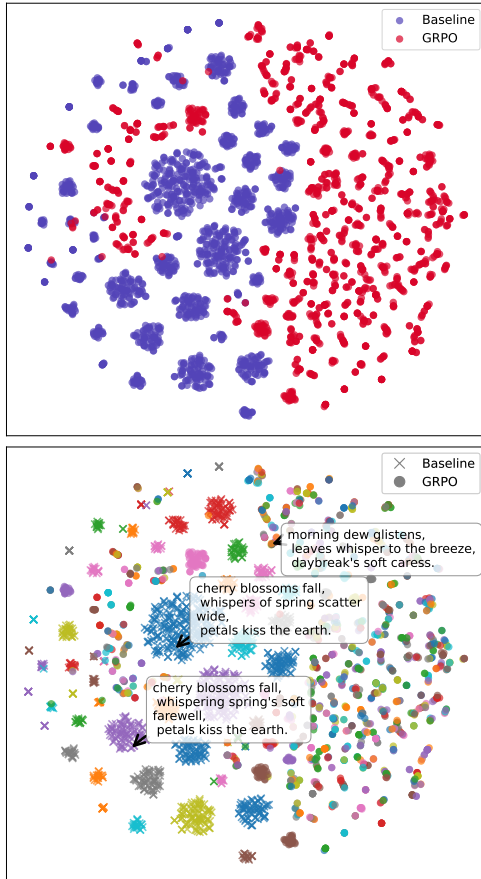 Baseline
GRPO
Baseline
GRPO
morning dew glistens,
leaves whisper to the breeze,
daybreak's soft caress.
cherry blossoms fall,
whispers of spring scatter
wide,
petals kiss the earth.
cherry blossoms fall,
whispering spring's soft
farewell,
petals kiss the earth.